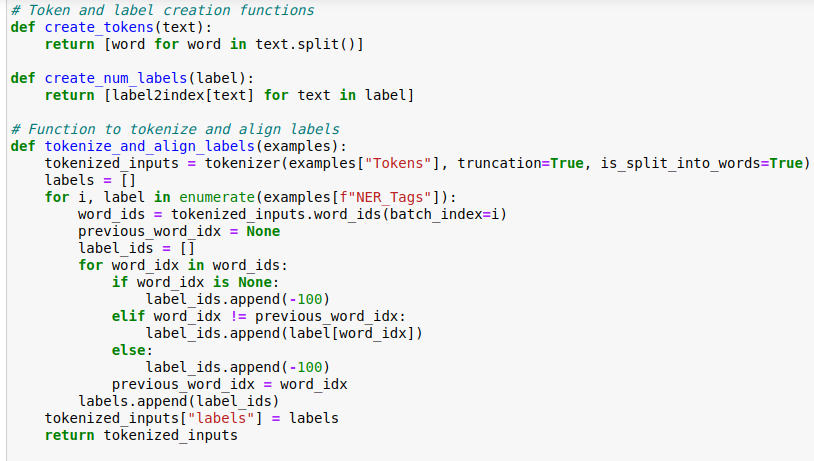 # Token and label creation functions
def create_tokens(text):
    return [word for word in text.split()]

def create_num_labels(label):
    return [label2index[text] for text in label]

# Function to tokenize and align labels
def tokenize_and_align_labels(examples):
    tokenized_inputs = tokenizer(examples["Tokens"], truncation=True, is_split_into_words=True)
    labels = []
    for i, label in enumerate(examples[f"NER_Tags"]):
        word_ids = tokenized_inputs.word_ids(batch_index=i)
        previous_word_idx = None
        label_ids = []
        for word_idx in word_ids:
            if word_idx is None:
                label_ids.append(-100)
            elif word_idx != previous_word_idx:
                label_ids.append(label[word_idx])
            else:
                label_ids.append(-100)
            previous_word_idx = word_idx
        labels.append(label_ids)
    tokenized_inputs["labels"] = labels
    return tokenized_inputs